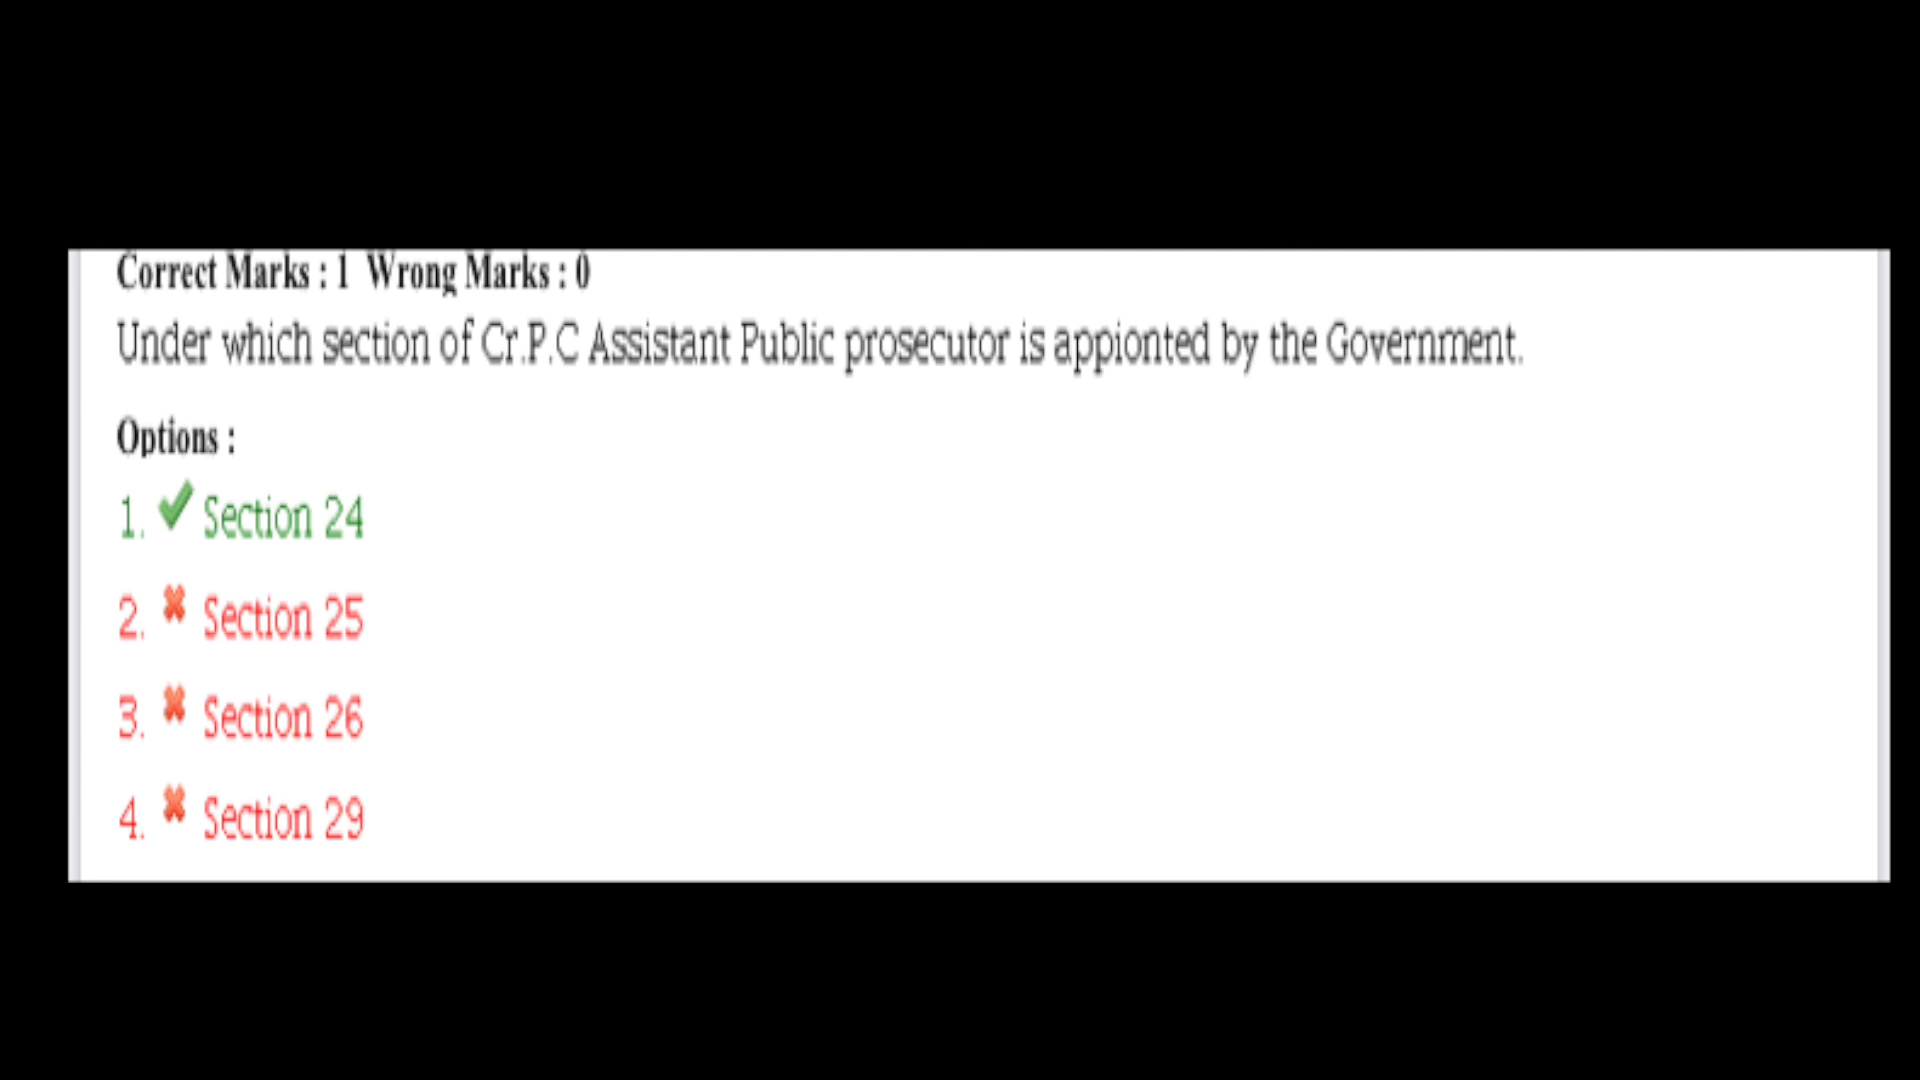 Correct Marks : 1 Wrong Marks : 0
Under which section of Cr.P.C Assistant Public prosecutor is appionted by the Government.
Options :
1. Section 24
2. Section 25
3. Section 26
4. Section 29